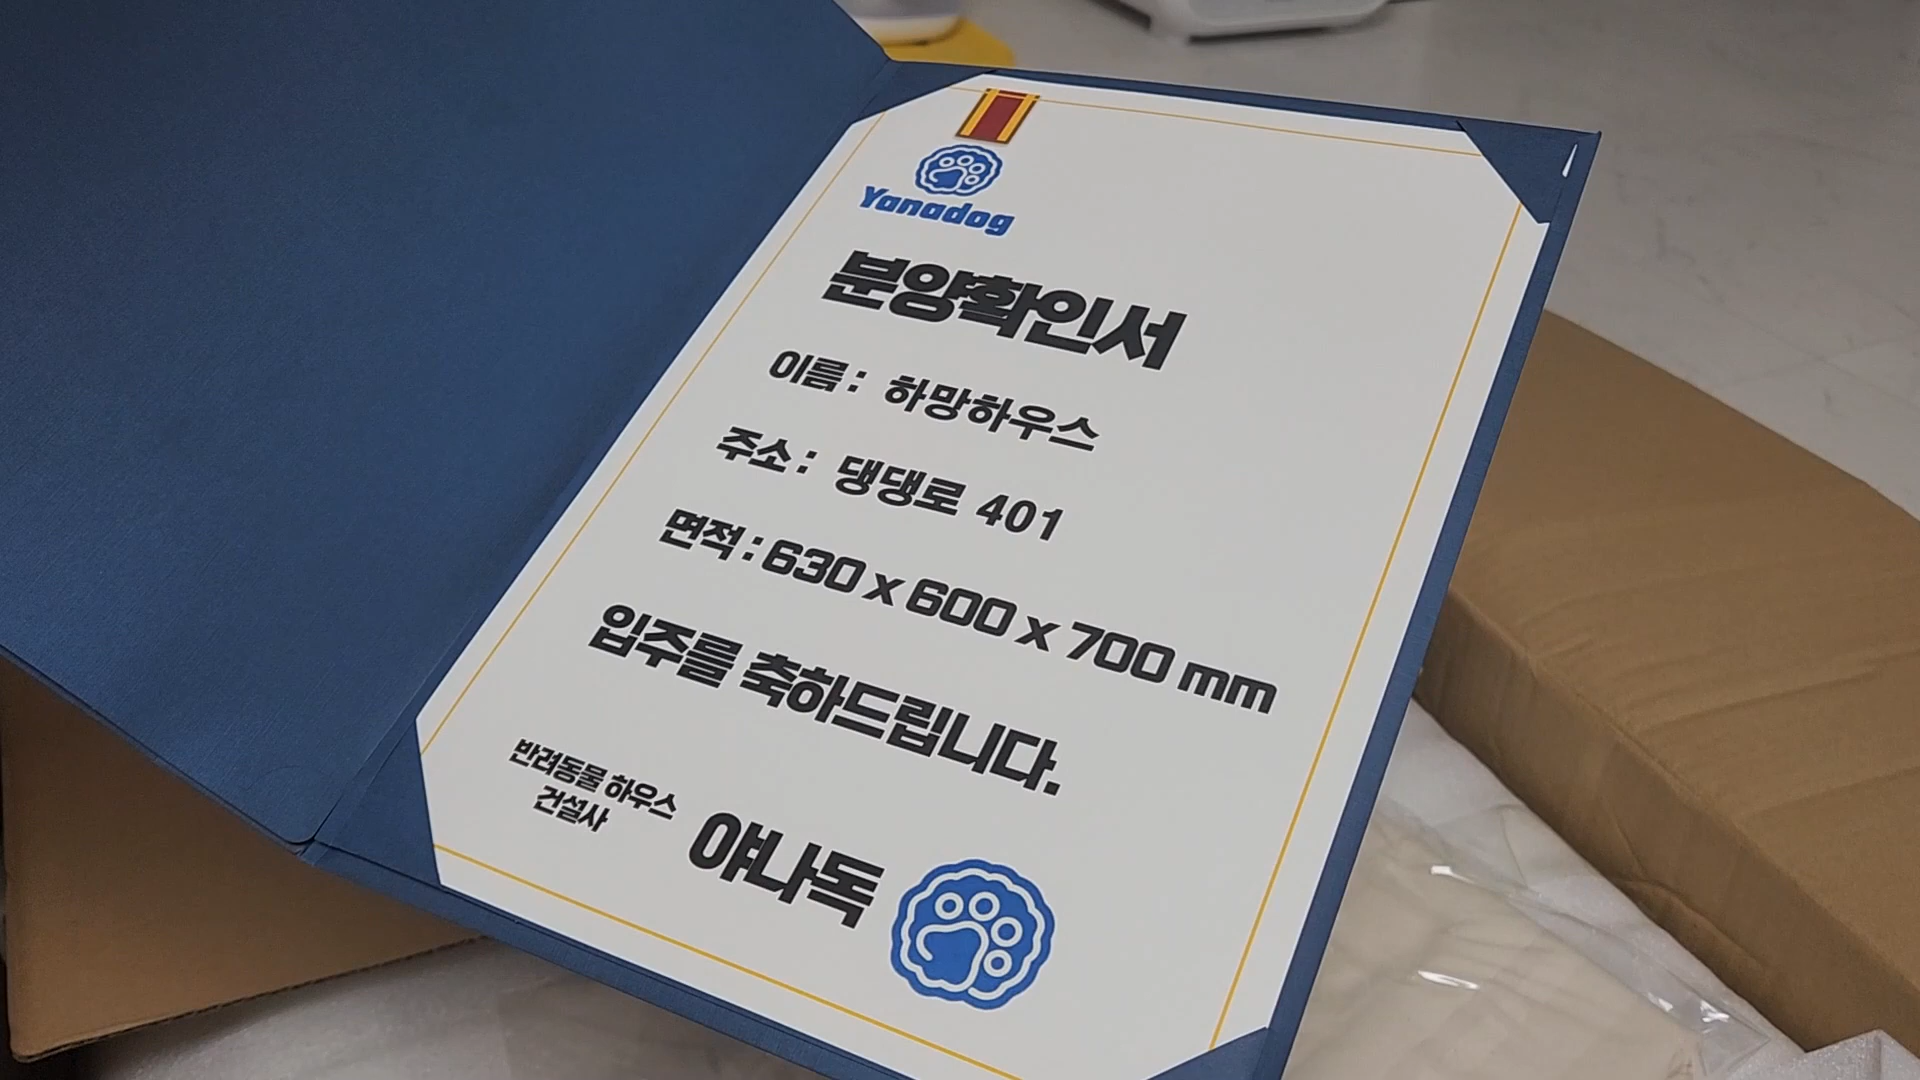 Yanadog
분양확인서
이름 : 하망하우스
주소 : 댕댕로 401
면적 : 630 x 600 x 700 mm
입주를 축하드립니다.
반려동물 하우스
건설사
야나독